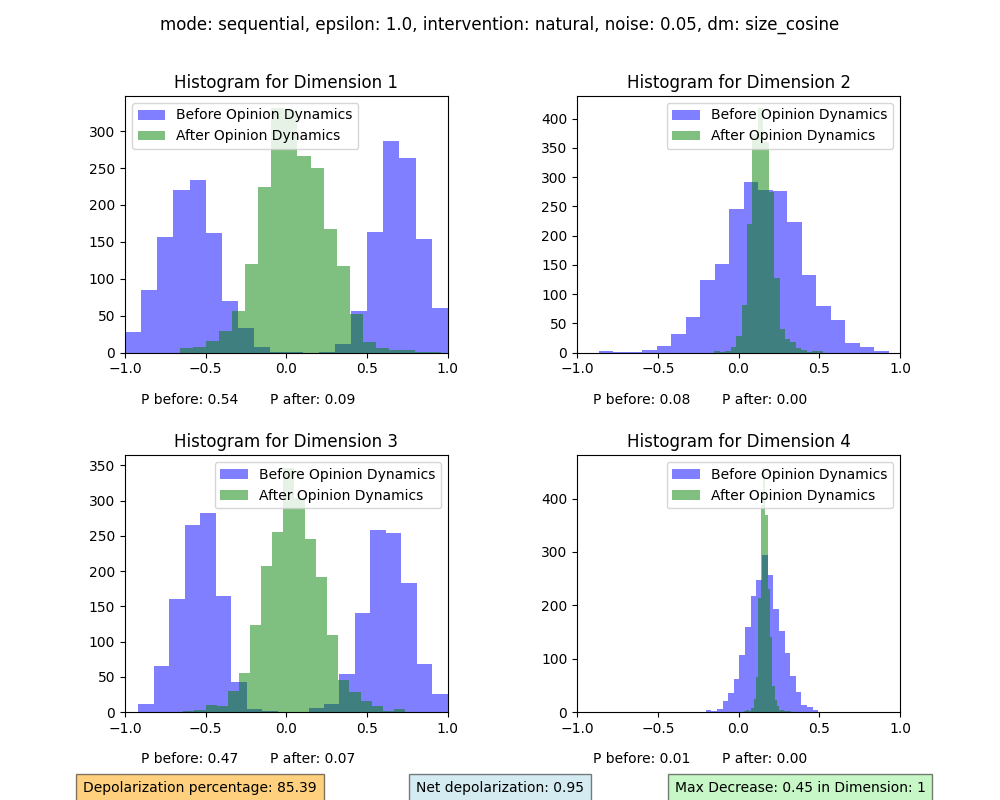 mode: sequential, epsilon: 1.0, intervention: natural, noise: 0.05, dm: size_cosine
Histogram for Dimension 1
Before Opinion Dynamics
After Opinion Dynamics
300
250
200
150
100
50
0
−1.0 −0.5 0.0 0.5 1.0
P before: 0.54 P after: 0.09
Histogram for Dimension 2
Before Opinion Dynamics
After Opinion Dynamics
400
350
300
250
200
150
100
50
0
−1.0 −0.5 0.0 0.5 1.0
P before: 0.08 P after: 0.00
Histogram for Dimension 3
Before Opinion Dynamics
After Opinion Dynamics
350
300
250
200
150
100
50
0
−1.0 −0.5 0.0 0.5 1.0
P before: 0.47 P after: 0.07
Histogram for Dimension 4
Before Opinion Dynamics
After Opinion Dynamics
400
300
200
100
0
−1.0 −0.5 0.0 0.5 1.0
P before: 0.01 P after: 0.00
Depolarization percentage: 85.39
Net depolarization: 0.95
Max Decrease: 0.45 in Dimension: 1